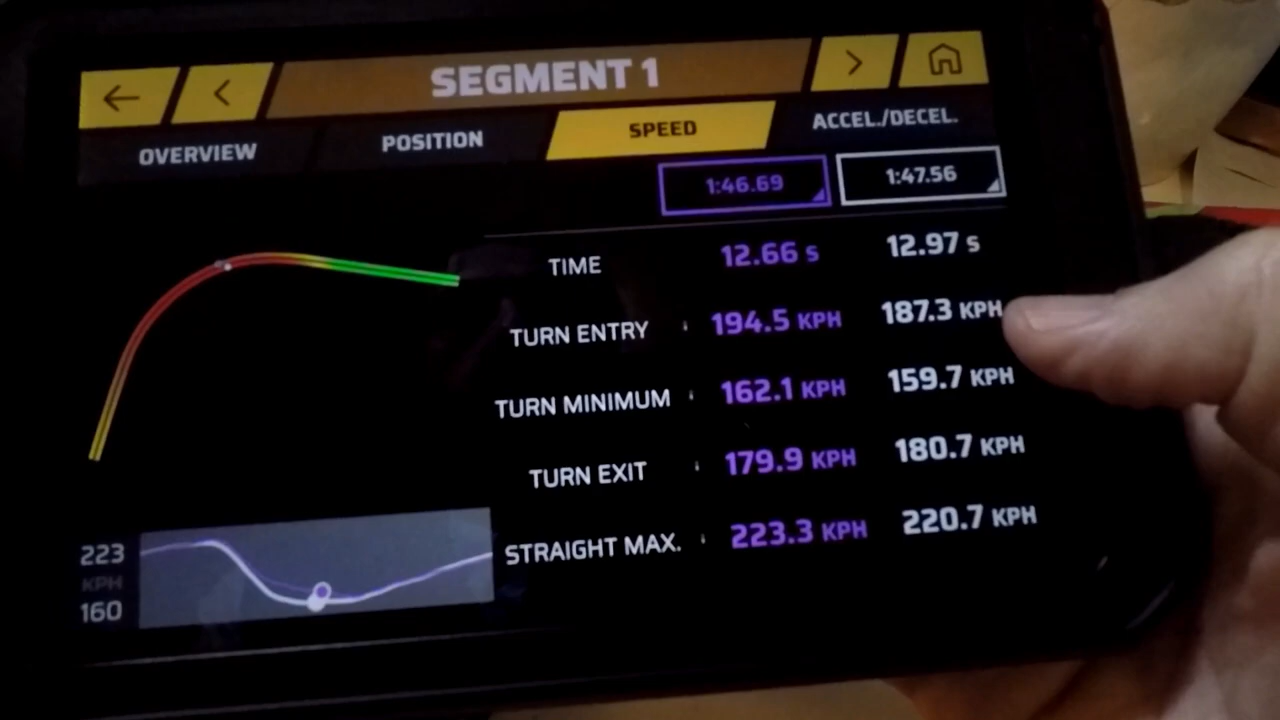 SEGMENT 1
OVERVIEW POSITION SPEED ACCEL./DECEL.
1:46.69 1:47.56
TIME 12.66 S 12.97 S
TURN ENTRY 194.5 KPH 187.3 KPH
TURN MINIMUM 162.1 KPH 159.7 KPH
TURN EXIT 179.9 KPH 180.7 KPH
STRAIGHT MAX. 223.3 KPH 220.7 KPH
223
KPH
160